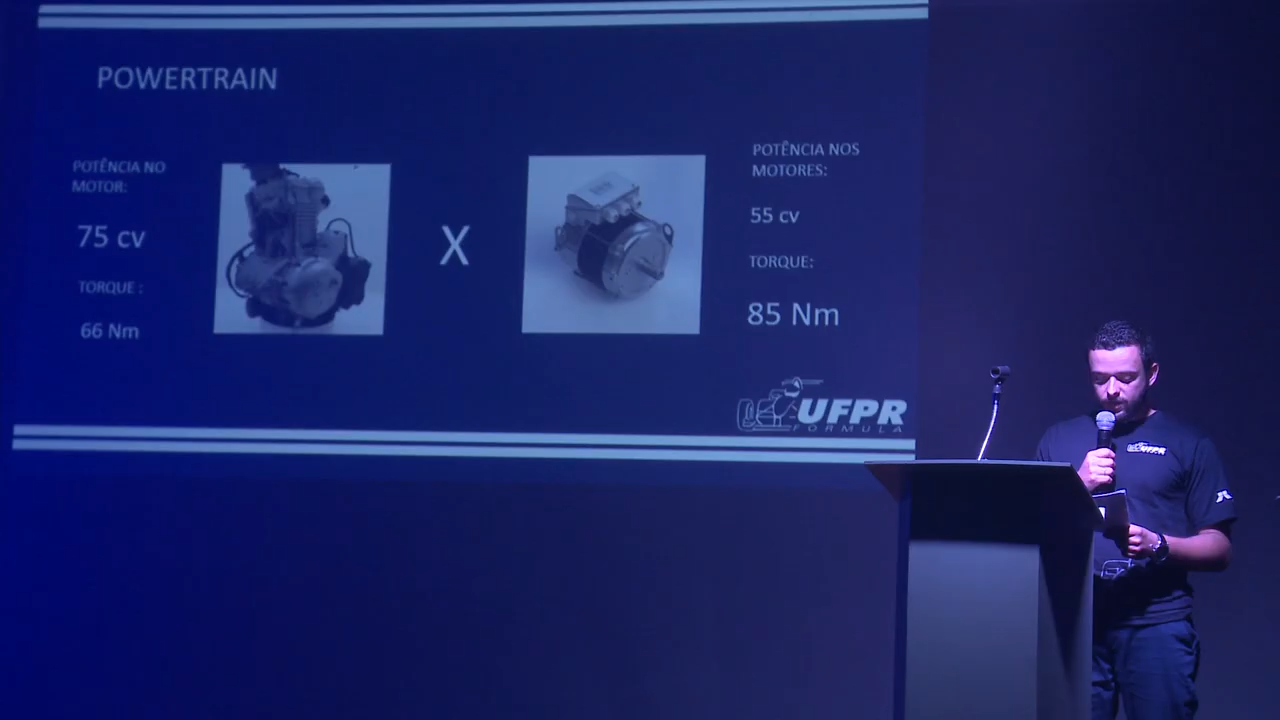 POWERTRAIN
POTÊNCIA NO
MOTOR:
75 cv
TORQUE :
66 Nm
X
POTÊNCIA NOS
MOTORES:
55 cv
TORQUE:
85 Nm
UFPR
FORMULA
UFPR